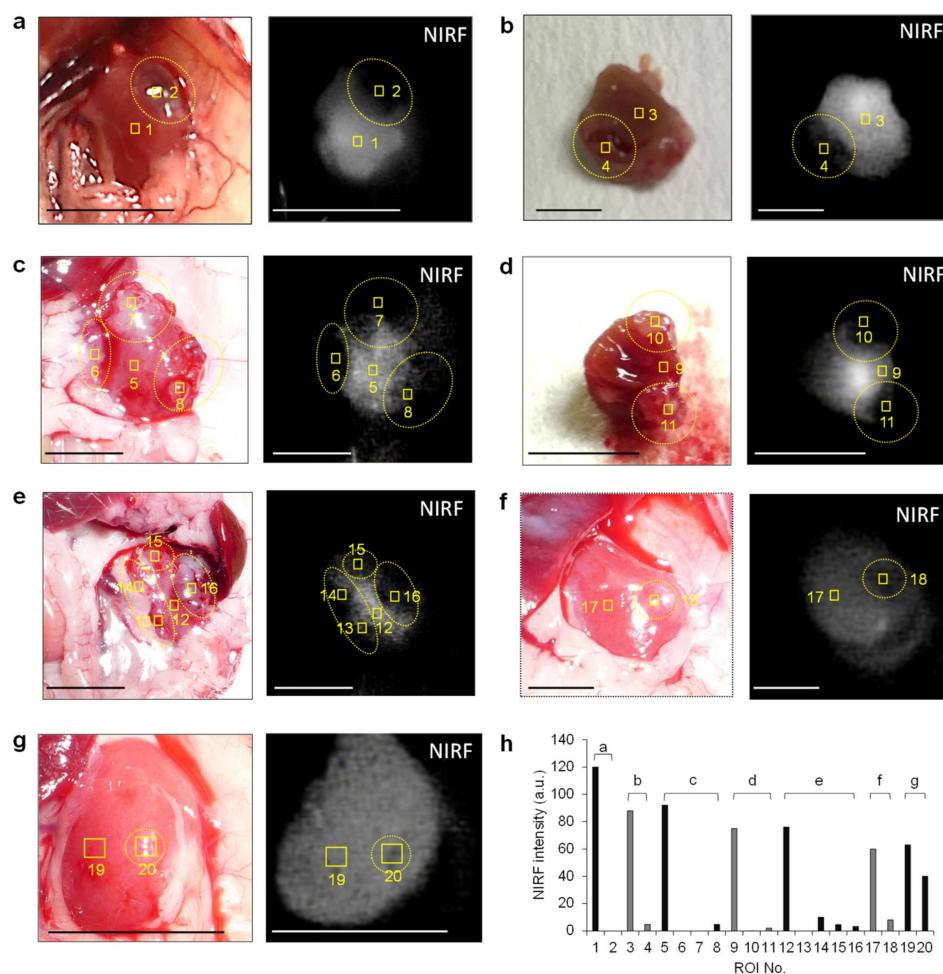 a
NIRF
2
1
2
1
b
NIRF
3
4
3
4
c
NIRF
7
6
5
8
7
6
5
8
d
NIRF
10
9
11
10
9
11
e
NIRF
15
14
16
12
13
15
14
16
12
13
f
NIRF
17
18
17
18
g
NIRF
19
20
19
20
h
NIRF intensity (a.u.)
140
120
100
80
60
40
20
0
a
b
c
d
e
f
g
1 2 3 4 5 6 7 8 9 10 11 12 13 14 15 16 17 18 19 20
ROI No.